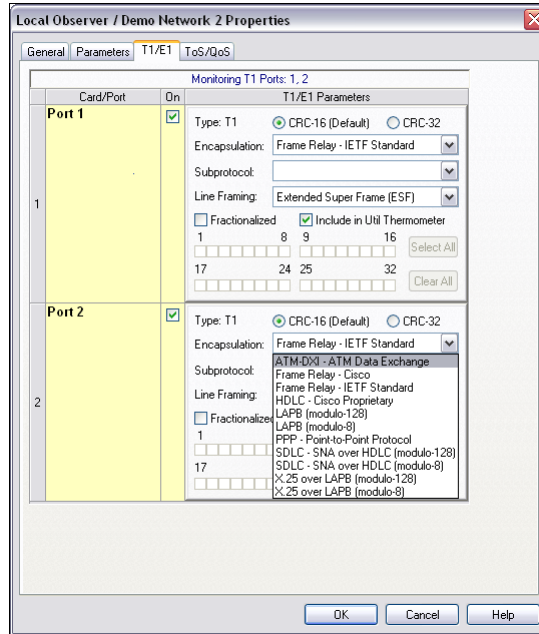 Local Observer / Demo Network 2 Properties
General Parameters T1/E1 ToS/QoS
Monitoring T1 Ports: 1, 2
Card/Port On T1/E1 Parameters
1
Port 1
Type: T1 CRC-16 (Default) CRC-32
Encapsulation: Frame Relay - IETF Standard
Subprotocol:
Line Framing: Extended Super Frame (ESF)
Fractionalized Include in Util Thermometer
1 8 9 16
Select All
17 24 25 32
Clear All
2
Port 2
Type: T1 CRC-16 (Default) CRC-32
Encapsulation: Frame Relay - IETF Standard
Subprotocol:
Line Framing:
Fractionalized
1
17
ATM-DXI - ATM Data Exchange
Frame Relay - Cisco
Frame Relay - IETF Standard
HDLC - Cisco Proprietary
LAPB (modulo-128)
LAPB (modulo-8)
PPP - Point-to-Point Protocol
SDLC - SNA over HDLC (modulo-128)
SDLC - SNA over HDLC (modulo-8)
X.25 over LAPB (modulo-128)
X.25 over LAPB (modulo-8)
OK Cancel Help